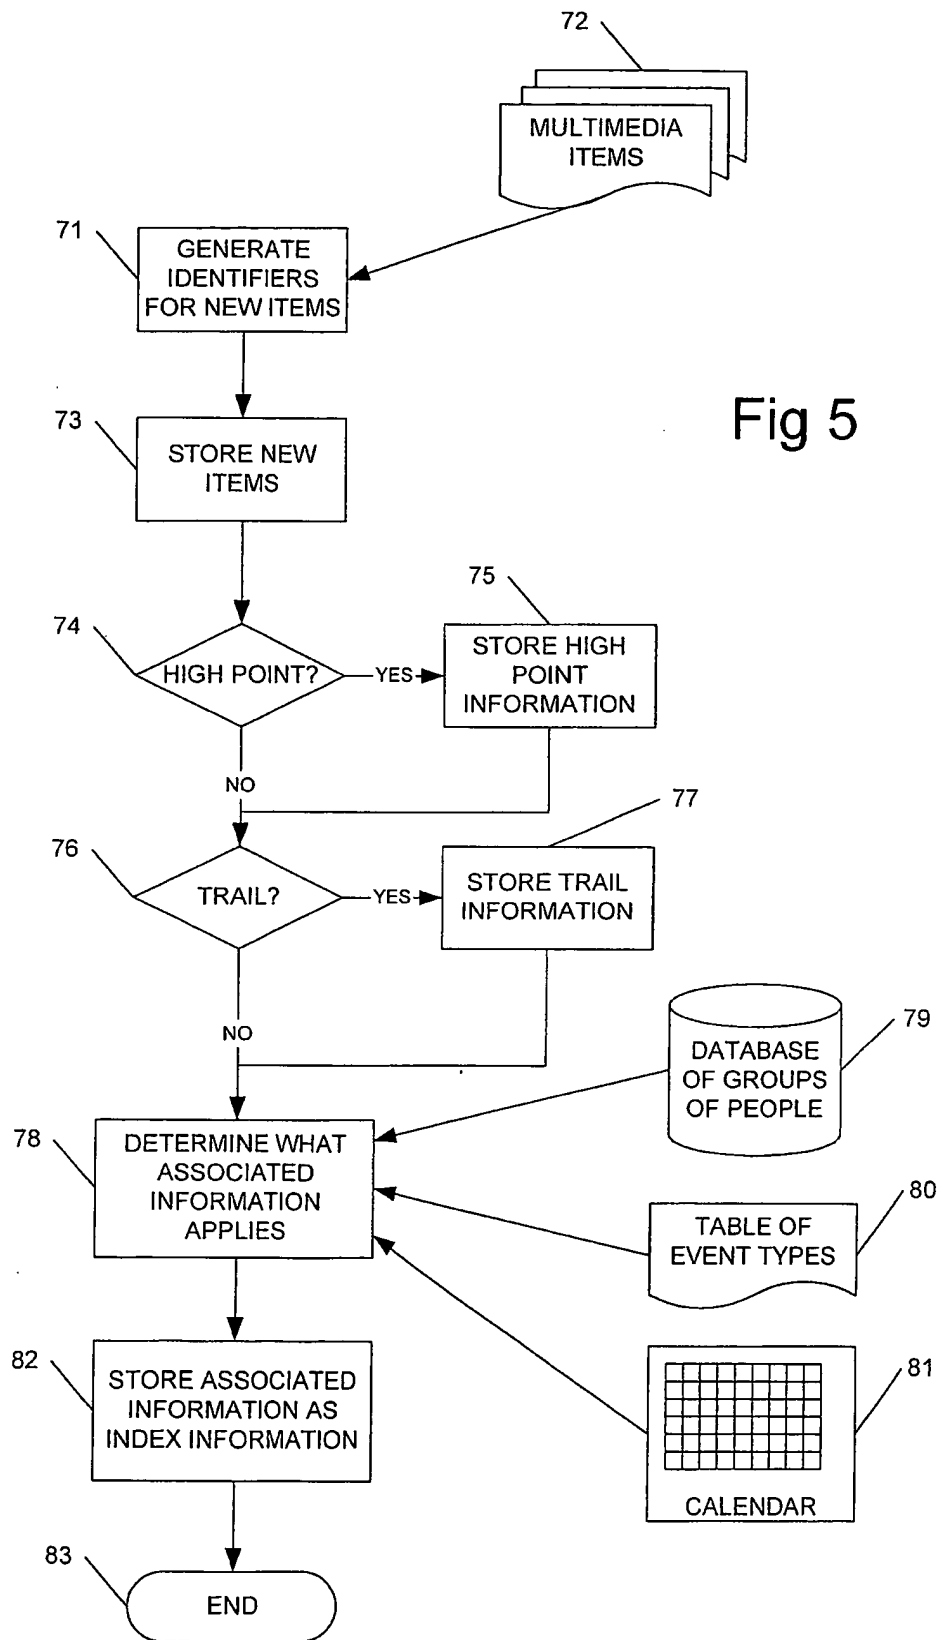 72
MULTIMEDIA
ITEMS
71
GENERATE
IDENTIFIERS
FOR NEW ITEMS
Fig 5
73
STORE NEW
ITEMS
75
74
HIGH POINT?
YES
STORE HIGH
POINT
INFORMATION
NO
77
76
TRAIL?
YES
STORE TRAIL
INFORMATION
NO
79
DATABASE
OF GROUPS
OF PEOPLE
78
DETERMINE WHAT
ASSOCIATED
INFORMATION
APPLIES
80
TABLE OF
EVENT TYPES
82
STORE ASSOCIATED
INFORMATION AS
INDEX INFORMATION
81
CALENDAR
83
END